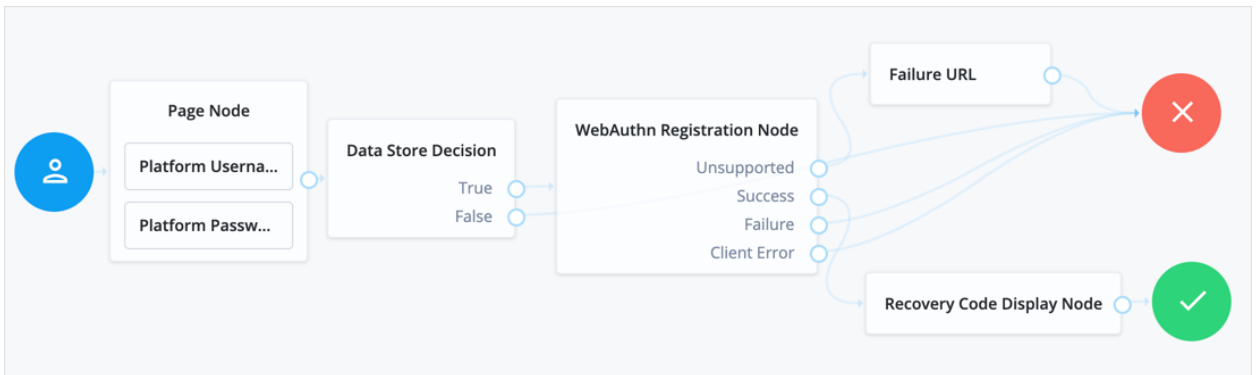 Page Node
Platform Userna...
Platform Passw...
Data Store Decision
True
False
WebAuthn Registration Node
Unsupported
Success
Failure
Client Error
Failure URL
Recovery Code Display Node